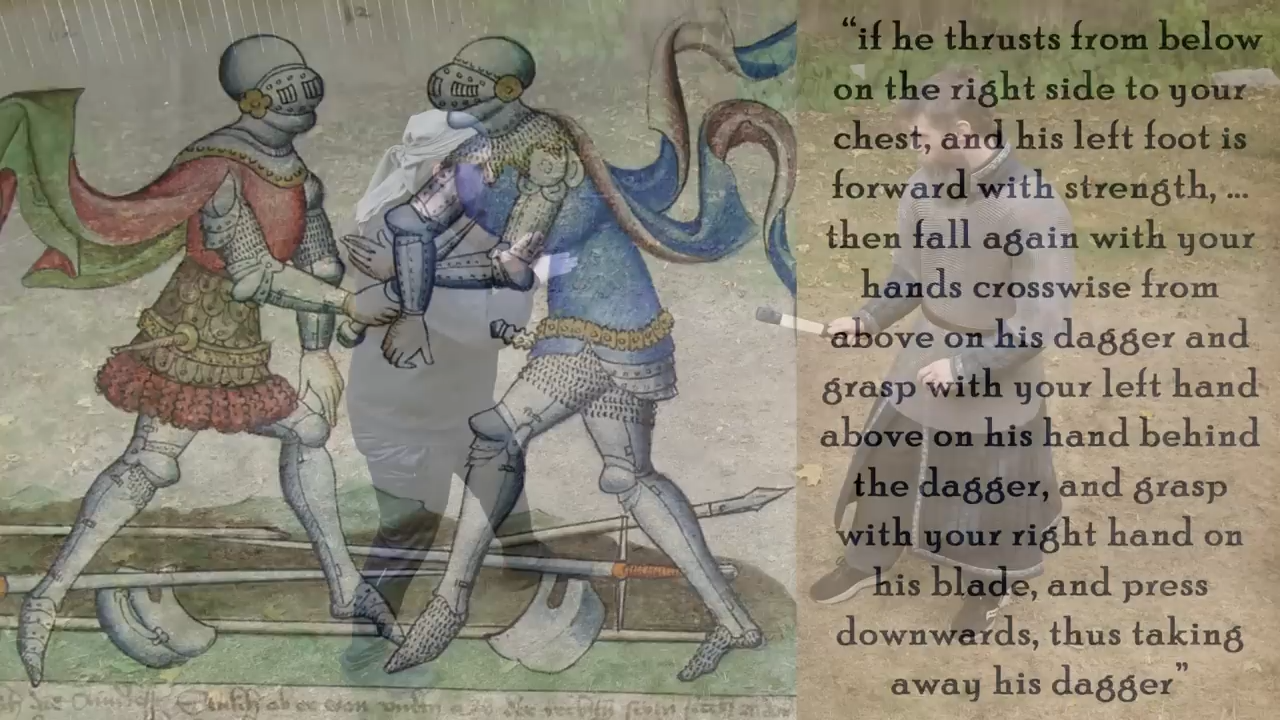 “if he thrusts from below
on the right side to your
chest, and his left foot is
forward with strength, ...
then fall again with your
hands crosswise from
above on his dagger and
grasp with your left hand
above on his hand behind
the dagger, and grasp
with your right hand on
his blade, and press
downwards, thus taking
away his dagger”